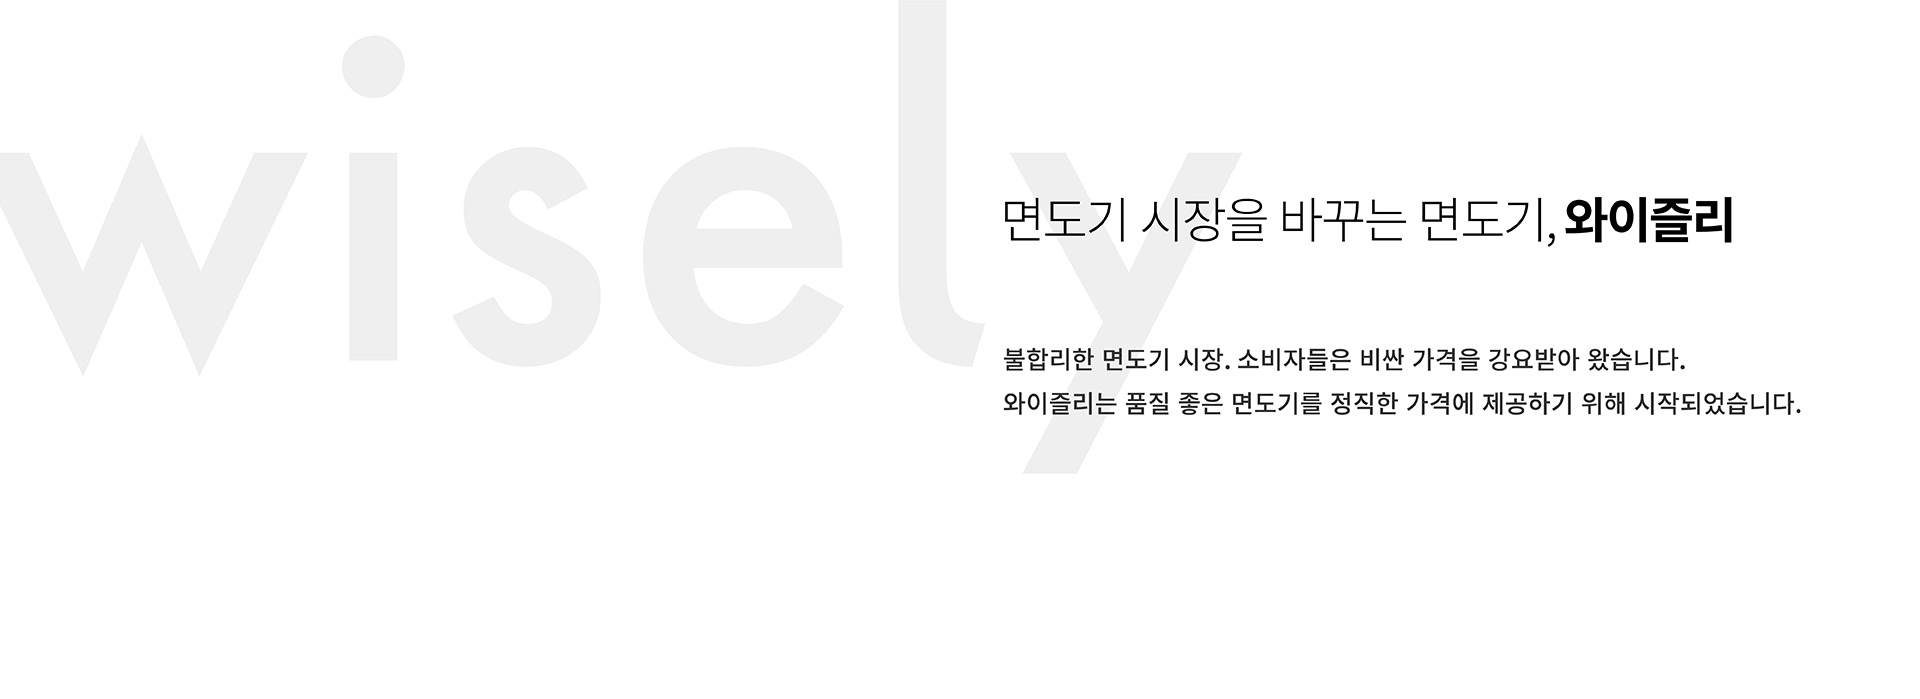 wisely
면도기 시장을 바꾸는 면도기, 와이즐리
불합리한 면도기 시장. 소비자들은 비싼 가격을 강요받아 왔습니다.
와이즐리는 품질 좋은 면도기를 정직한 가격에 제공하기 위해 시작되었습니다.